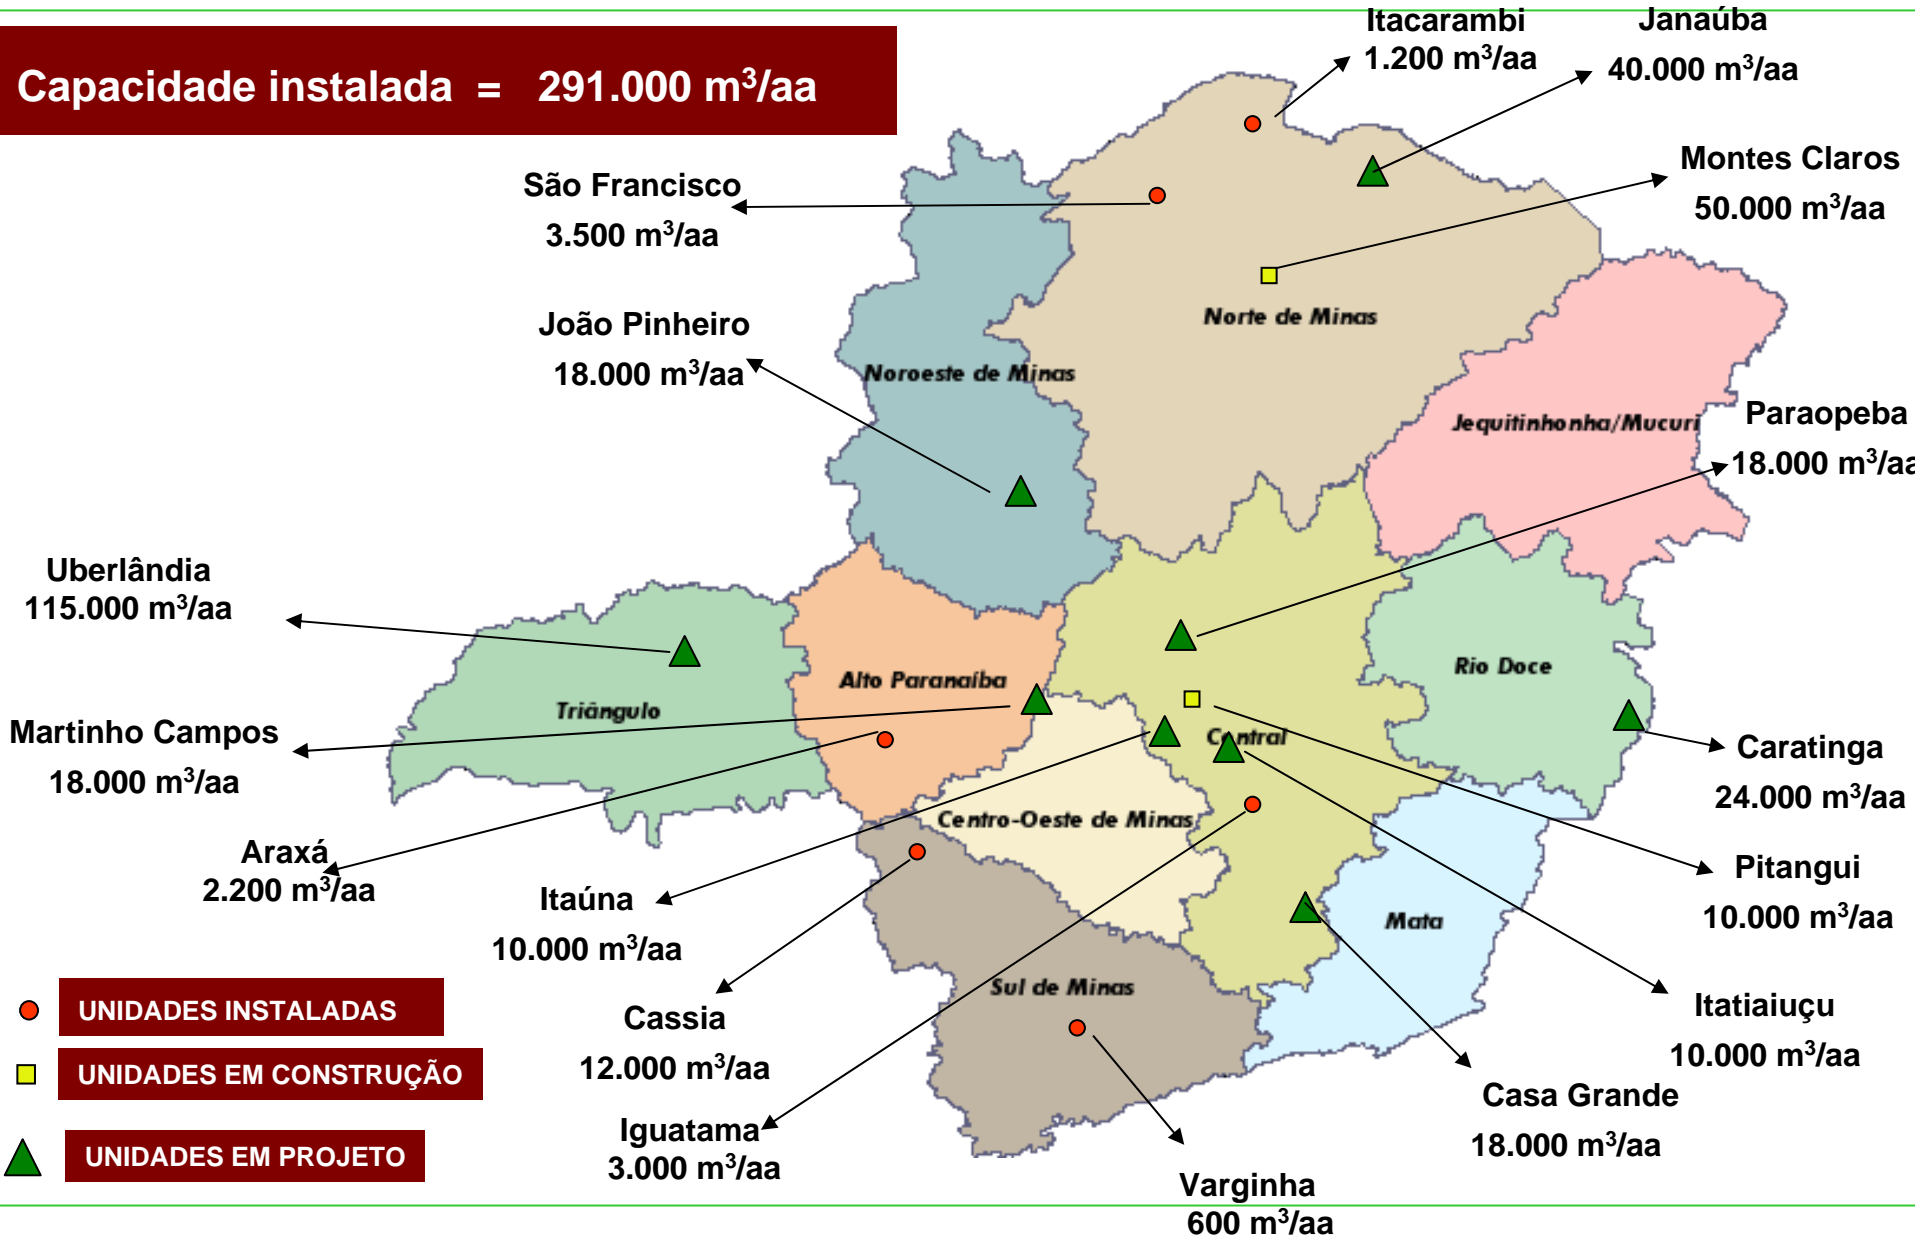 Capacidade instalada = 291.000 m³/aa
Itacarambi
1.200 m³/aa
Janaúba
40.000 m³/aa
Montes Claros
50.000 m³/aa
São Francisco
3.500 m³/aa
João Pinheiro
18.000 m³/aa
Norte de Minas
Noroeste de Minas
Jequitinhonha/Mucuri
Paraopeba
18.000 m³/aa
Uberlândia
115.000 m³/aa
Alto Paranaíba
Rio Doce
Triângulo
Central
Martinho Campos
18.000 m³/aa
Caratinga
24.000 m³/aa
Centro-Oeste de Minas
Araxá
2.200 m³/aa
Itaúna
10.000 m³/aa
Pitangui
10.000 m³/aa
Mata
Sul de Minas
Cassia
12.000 m³/aa
Itatiaiuçu
10.000 m³/aa
Iguatama
3.000 m³/aa
Casa Grande
18.000 m³/aa
Varginha
600 m³/aa
UNIDADES INSTALADAS
UNIDADES EM CONSTRUÇÃO
UNIDADES EM PROJETO